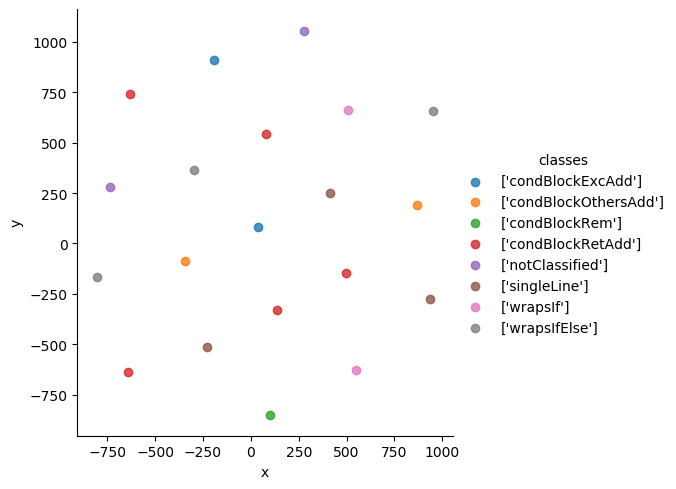 1000
750
500
250
0
−250
−500
−750
y
−750 −500 −250 0 250 500 750 1000
x
classes
['condBlockExcAdd']
['condBlockOthersAdd']
['condBlockRem']
['condBlockRetAdd']
['notClassified']
['singleLine']
['wrapsIf']
['wrapsIfElse']